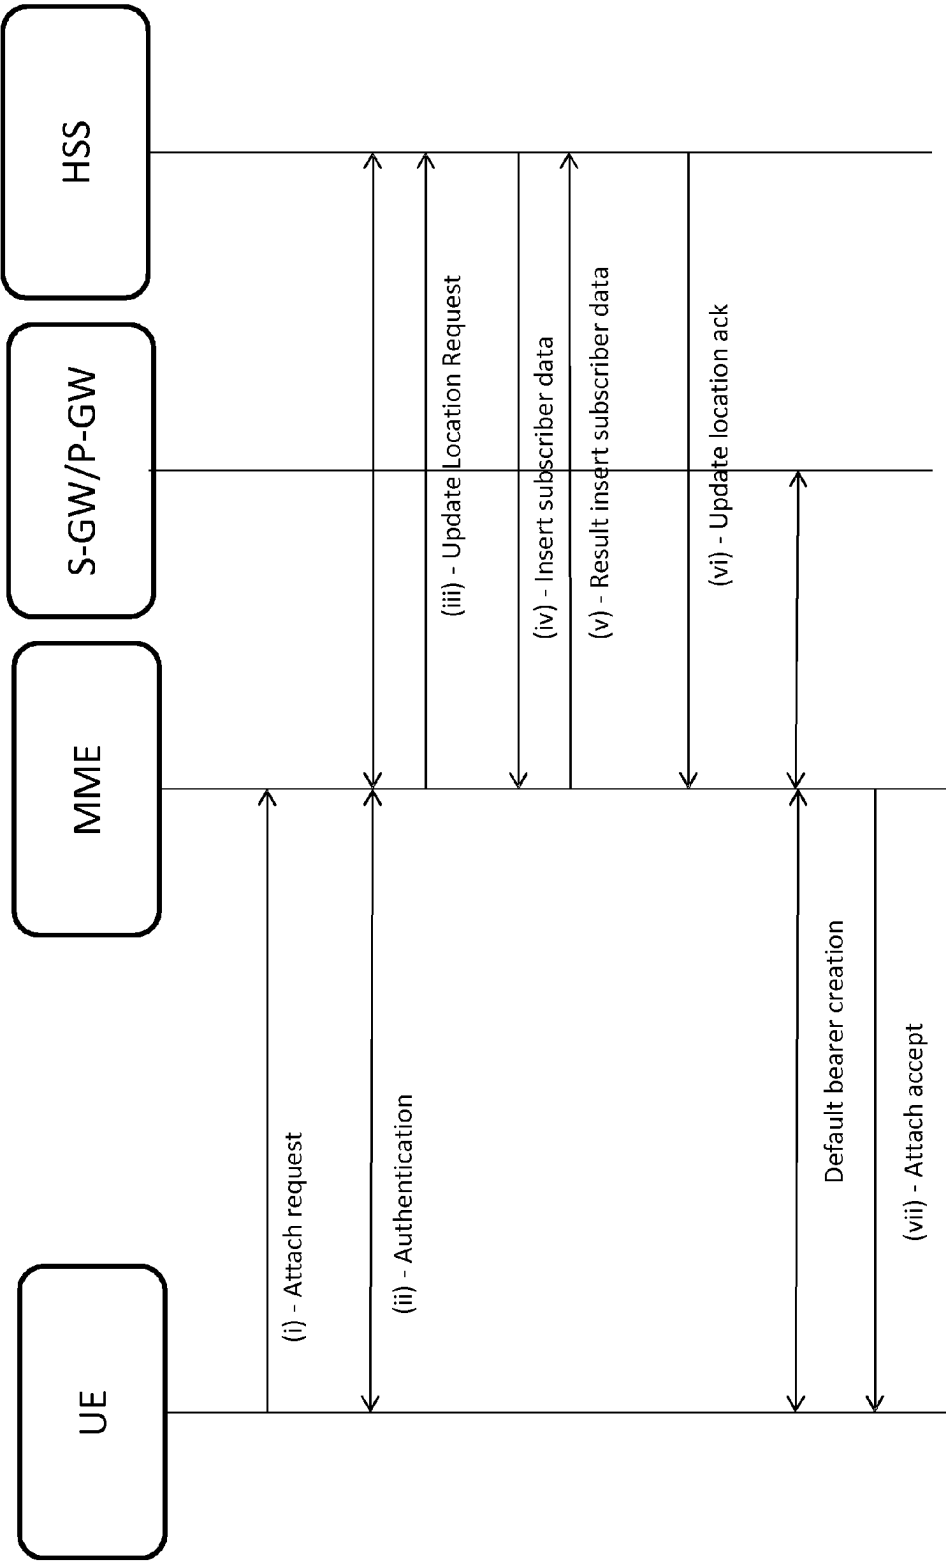 UE
MME
S-GW/P-GW
HSS
(i) - Attach request
(ii) - Authentication
(iii) - Update Location Request
(iv) - Insert subscriber data
(v) - Result insert subscriber data
(vi) - Update location ack
Default bearer creation
(vii) - Attach accept